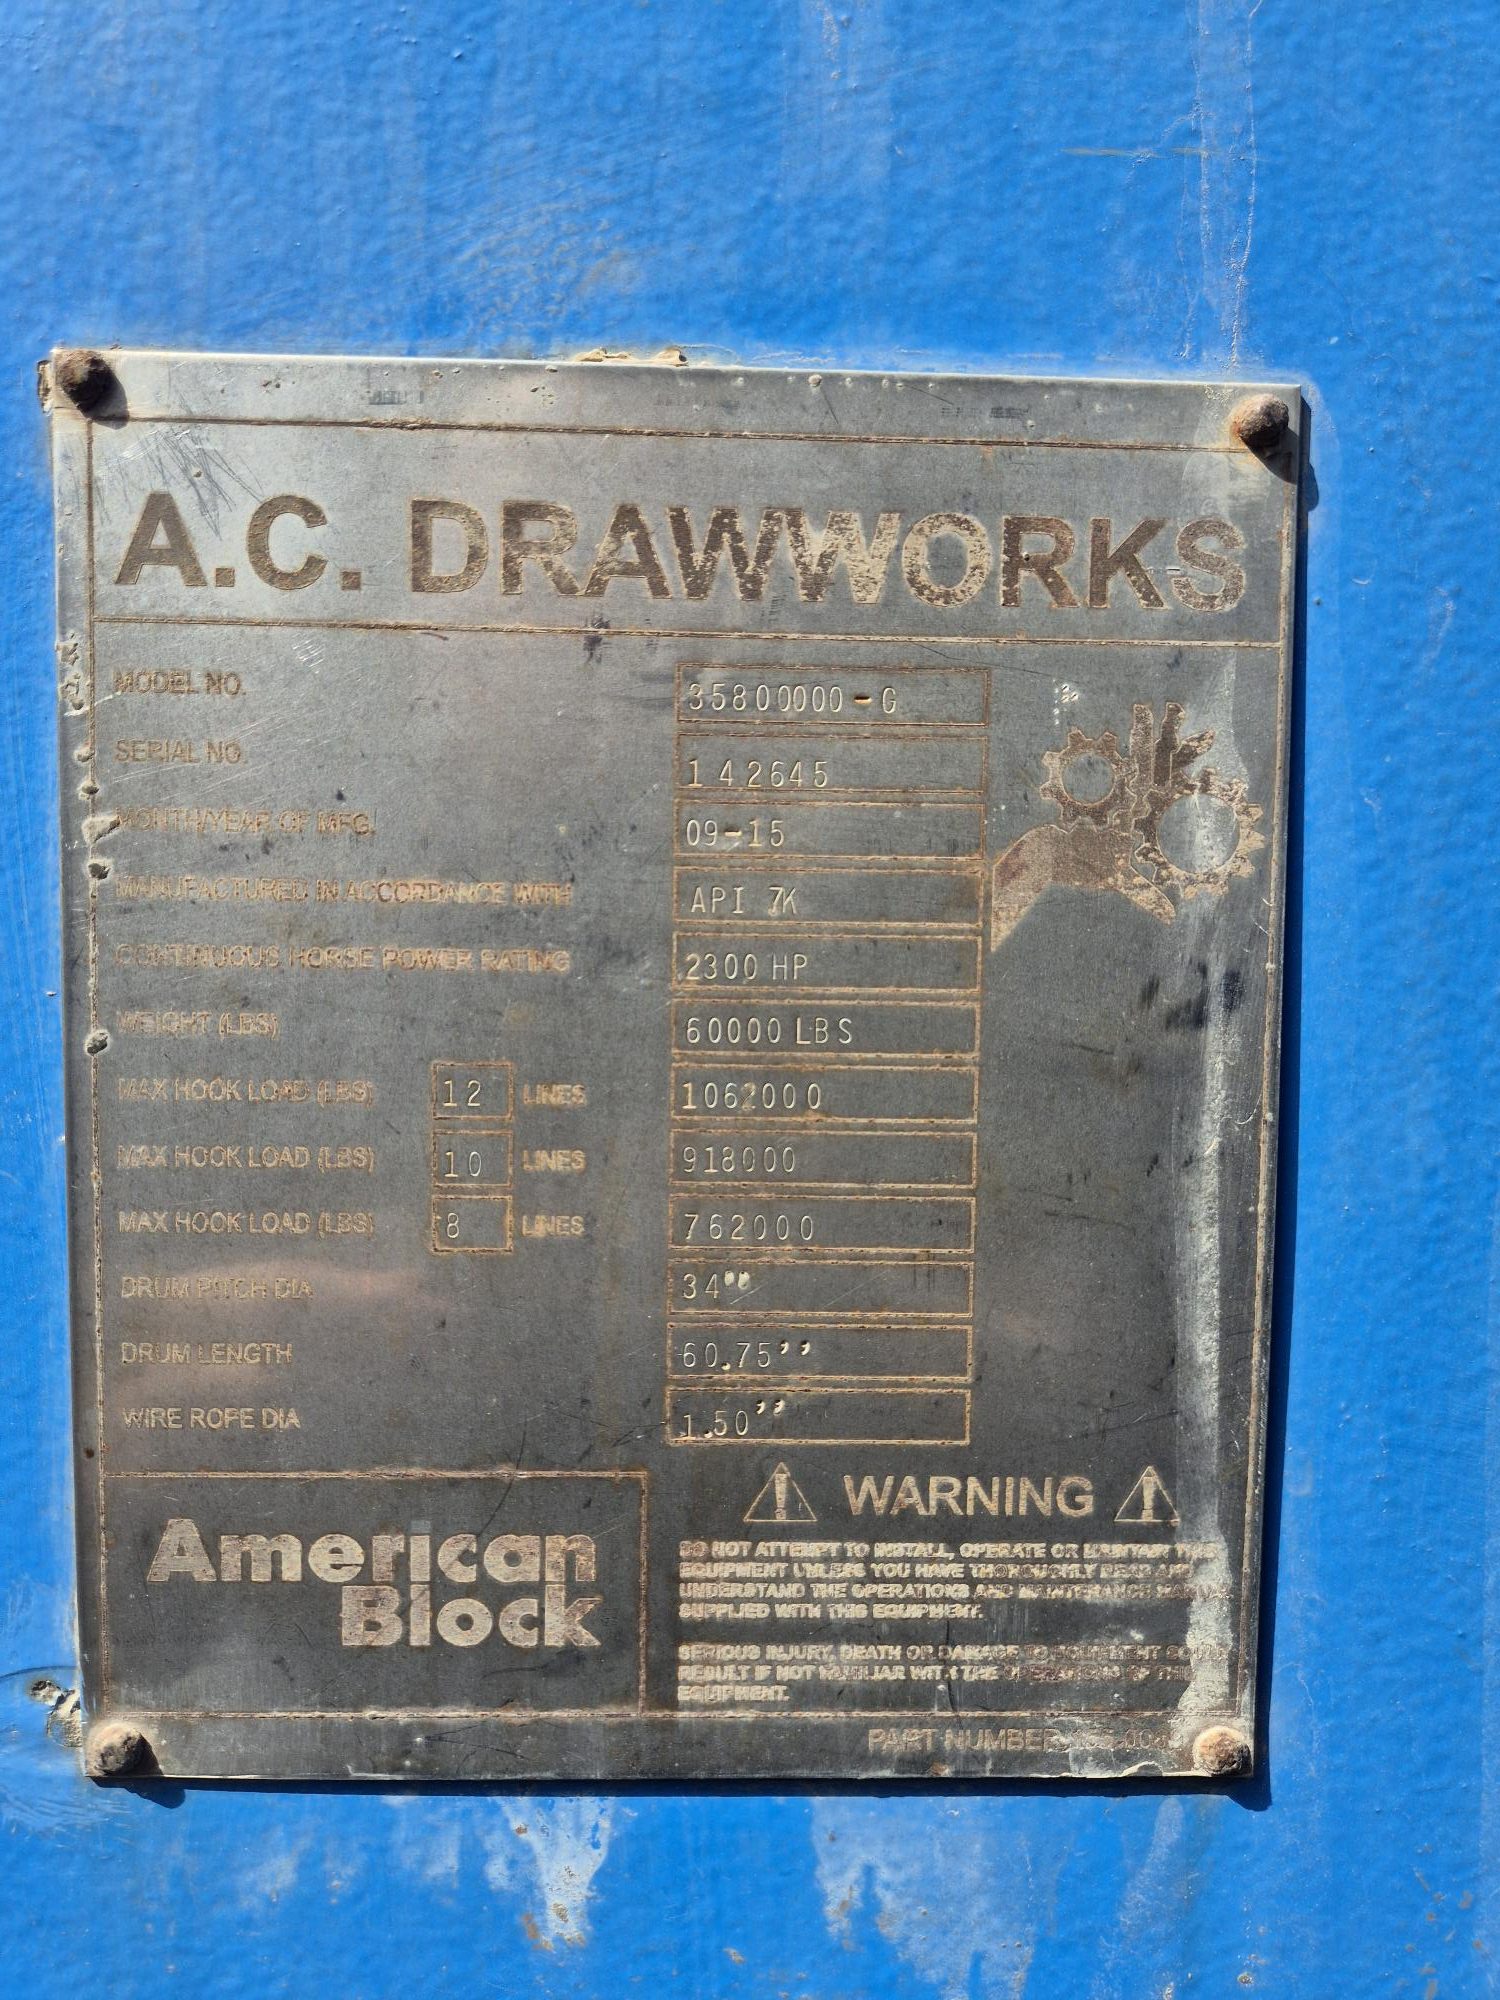 A.C. DRAWWORKS
MODEL NO. 35800000-G
SERIAL NO. 142645
MONTH/YEAR OF MFG. 09-15
MANUFACTURED IN ACCORDANCE WITH API 7K
CONTINUOUS HORSE POWER RATING 2300 HP
WEIGHT (LBS) 60000 LBS
MAX HOOK LOAD (LBS) 12 LINES 1062000
MAX HOOK LOAD (LBS) 10 LINES 918000
MAX HOOK LOAD (LBS) 8 LINES 762000
DRUM PITCH DIA 34"
DRUM LENGTH 60.75''
WIRE ROPE DIA 1.50''
American
Block
WARNING
DO NOT ATTEMPT TO INSTALL, OPERATE OR MAINTAIN THIS
EQUIPMENT UNLESS YOU HAVE THOROUGHLY READ AND
UNDERSTAND THE OPERATIONS AND MAINTENANCE MANUAL
SUPPLIED WITH THIS EQUIPMENT.
SERIOUS INJURY, DEATH OR DAMAGE TO EQUIPMENT COULD
RESULT IF NOT FAMILIAR WITH THE OPERATIONS OF THIS
EQUIPMENT.
PART NUMBER